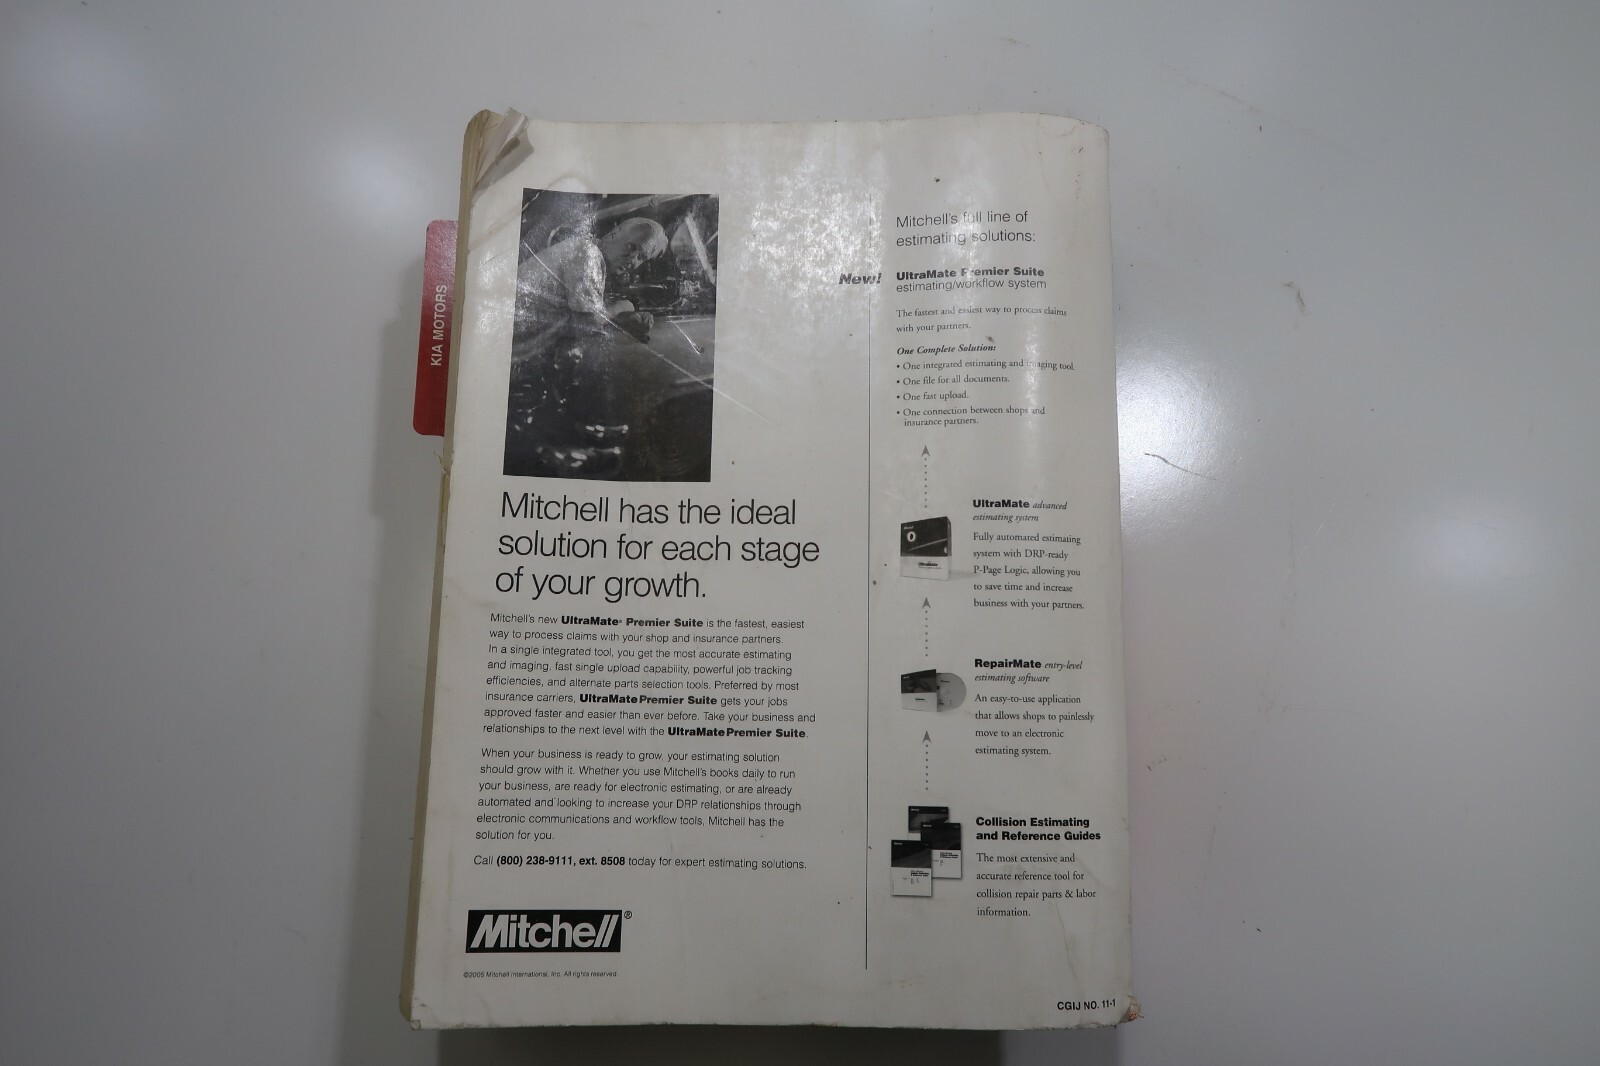 KIA MOTORS
Mitchell has the ideal
solution for each stage
of your growth.
Mitchell's new UltraMate® Premier Suite is the fastest, easiest
way to process claims with your shop and insurance partners.
In a single integrated tool, you get the most accurate estimating
and imaging, fast single upload capability, powerful job tracking
efficiencies, and alternate parts selection tools. Preferred by most
insurance carriers, UltraMate Premier Suite gets your jobs
approved faster and easier than ever before. Take your business and
relationships to the next level with the UltraMate Premier Suite.
When your business is ready to grow, your estimating solution
should grow with it. Whether you use Mitchell's books daily to run
your business, are ready for electronic estimating, or are already
automated and looking to increase your DRP relationships through
electronic communications and workflow tools, Mitchell has the
solution for you.
Call (800) 238-9111, ext. 8508 today for expert estimating solutions.
Mitchell®
©2005 Mitchell International, Inc. All rights reserved.
Mitchell's full line of
estimating solutions:
New! UltraMate Premier Suite
estimating/workflow system
The fastest and easiest way to process claims
with your partners.
One Complete Solution:
• One integrated estimating and imaging tool.
• One file for all documents.
• One fast upload.
• One connection between shops and
insurance partners.
UltraMate advanced
estimating system
Fully automated estimating
system with DRP-ready
P-Page Logic, allowing you
to save time and increase
business with your partners.
RepairMate entry-level
estimating software
An easy-to-use application
that allows shops to painlessly
move to an electronic
estimating system.
Collision Estimating
and Reference Guides
The most extensive and
accurate reference tool for
collision repair parts & labor
information.
CGIJ NO. 11-1